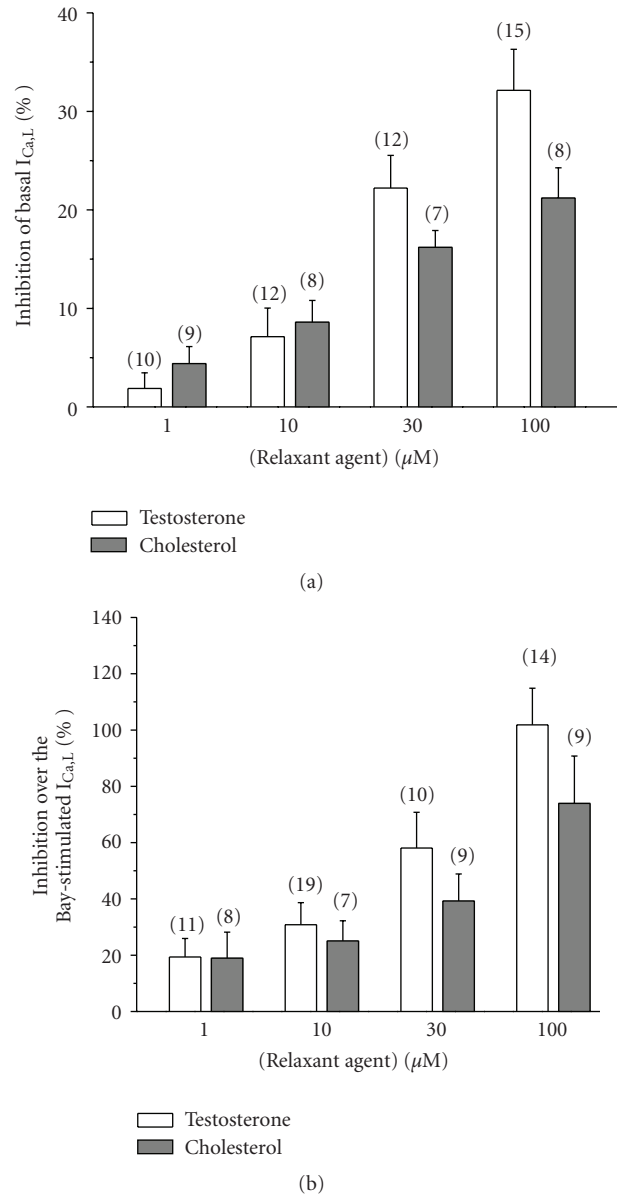 40
30
20
10
0
Inhibition of basal I_Ca,L (%)
(10)
(9)
(12)
(8)
(12)
(7)
(15)
(8)
1 10 30 100
(Relaxant agent) (μM)
Testosterone
Cholesterol
(a)
140
120
100
80
60
40
20
0
Inhibition over the
Bay-stimulated I_Ca,L (%)
(11)
(8)
(19)
(7)
(10)
(9)
(14)
(9)
1 10 30 100
(Relaxant agent) (μM)
Testosterone
Cholesterol
(b)